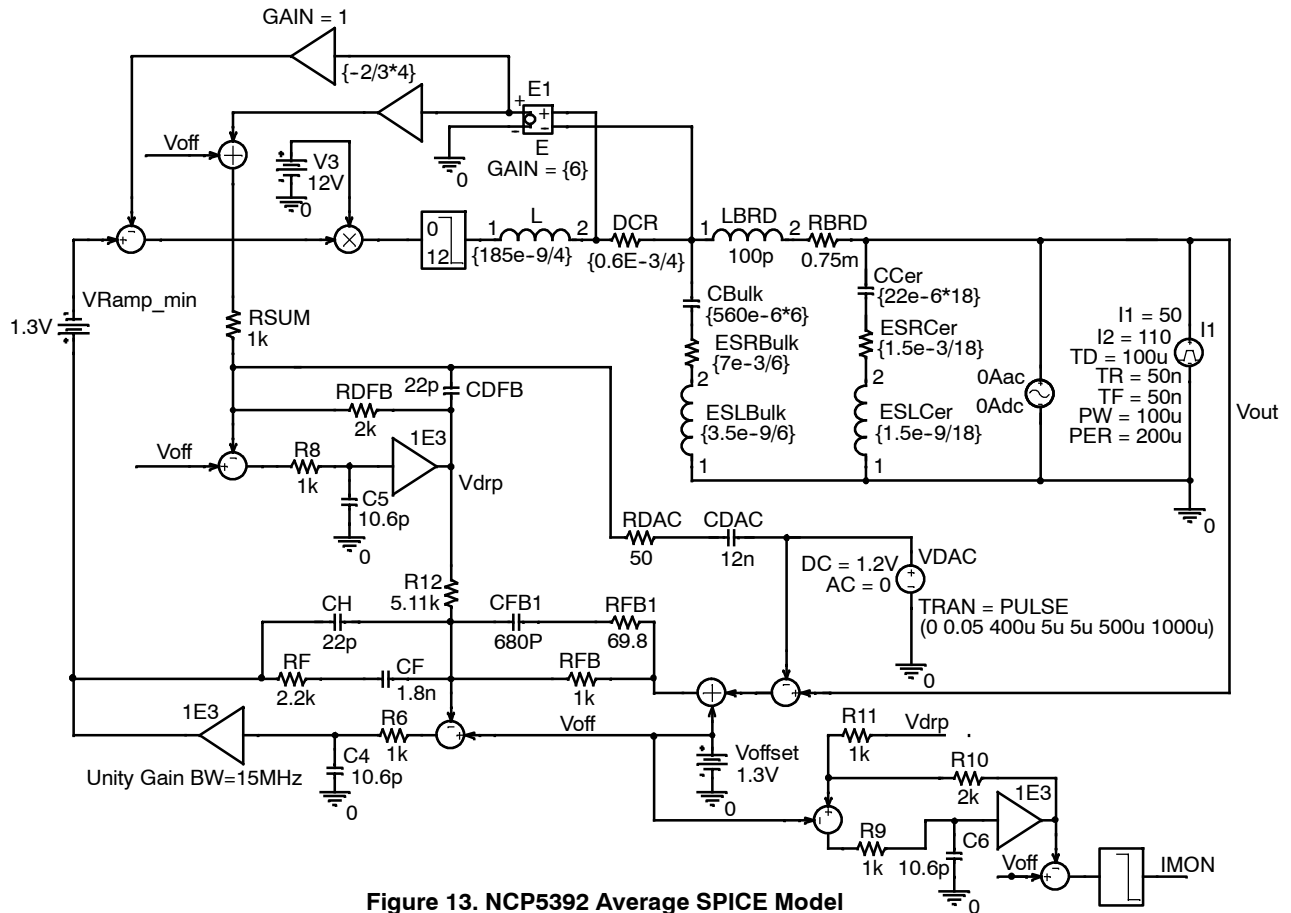 GAIN = 1
{-2/3*4}
E1
+
-
+
-
E
GAIN = {6}
0
Voff
+
V3
12V
0
+
-
×
0
12
1
L
2
{185e-9/4}
DCR
{0.6E-3/4}
1
LBRD
2
100p
RBRD
0.75m
VRamp_min
1.3V
RSUM
1k
CBulk
{560e-6*6}
ESRBulk
{7e-3/6}
2
ESLBulk
{3.5e-9/6}
1
CCer
{22e-6*18}
ESRCer
{1.5e-3/18}
2
ESLCer
{1.5e-9/18}
1
0Aac
0Adc
I1 = 50
I2 = 110
TD = 100u
TR = 50n
TF = 50n
PW = 100u
PER = 200u
I1
Vout
0
22p
CDFB
RDFB
2k
Voff
+
-
R8
1k
1E3
C5
10.6p
0
Vdrp
RDAC
50
CDAC
12n
DC = 1.2V
AC = 0
VDAC
+
-
TRAN = PULSE
(0 0.05 400u 5u 5u 500u 1000u)
0
R12
5.11k
CH
22p
CFB1
680P
RFB1
69.8
RF
2.2k
CF
1.8n
RFB
1k
+
-
+
1E3
R6
1k
-
+
Voff
C4
10.6p
0
Unity Gain BW=15MHz
Voffset
1.3V
0
R11
1k
Vdrp
R10
2k
+
-
R9
1k
1E3
C6
10.6p
0
Voff
+
-
IMON
Figure 13. NCP5392 Average SPICE Model